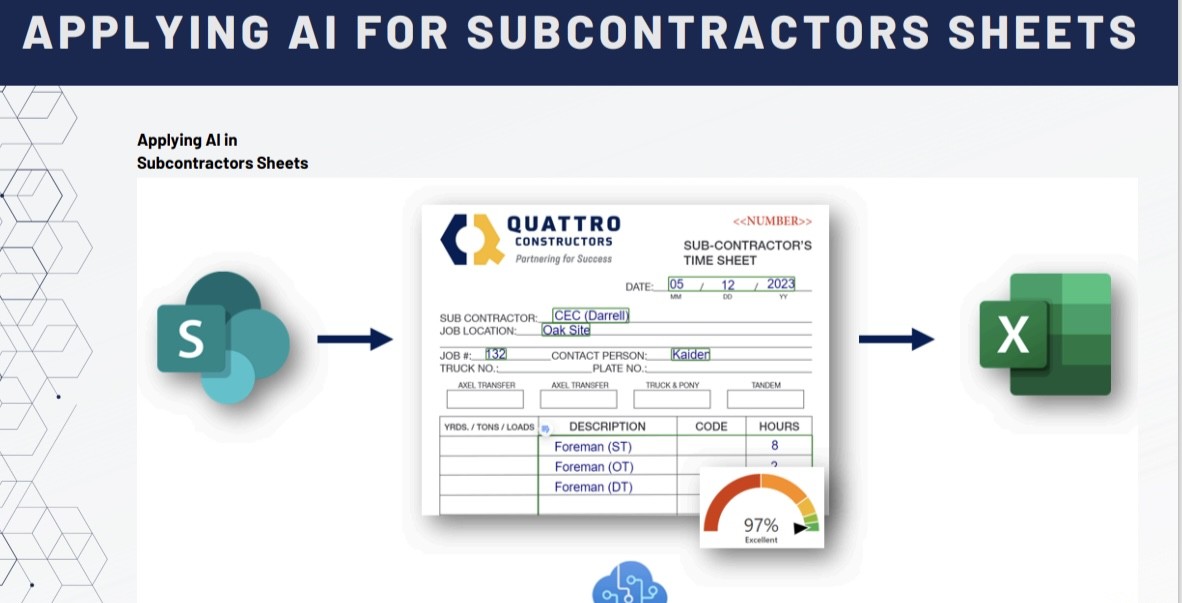 APPLYING AI FOR SUBCONTRACTORS SHEETS
Applying AI in
Subcontractors Sheets
S
QUATTRO
CONSTRUCTORS
Partnering for Success
<<NUMBER>>
SUB-CONTRACTOR'S
TIME SHEET
DATE: 05 / 12 / 2023
MM DD YY
SUB CONTRACTOR: CEC (Darrell)
JOB LOCATION: Oak Site
JOB #: 132 CONTACT PERSON: Kaiden
TRUCK NO.: PLATE NO.:
AXEL TRANSFER AXEL TRANSFER TRUCK & PONY TANDEM
YRDS. / TONS / LOADS DESCRIPTION CODE HOURS
Foreman (ST) 8
Foreman (OT)
Foreman (DT)
97%
Excellent
X